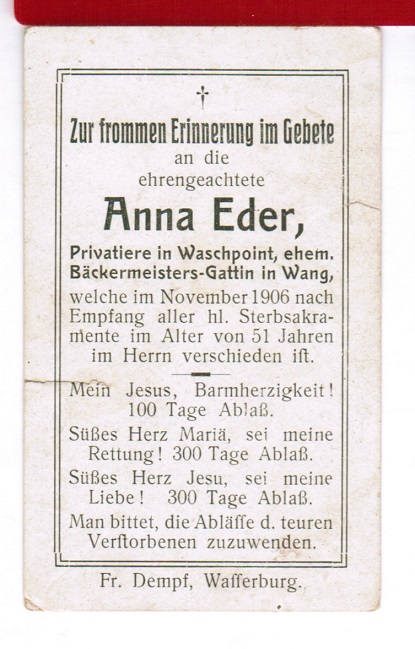 †
Zur frommen Erinnerung im Gebete
an die
ehrengeachtete
Anna Eder,
Privatiere in Waschpoint, ehem.
Bäckermeisters-Gattin in Wang,
welche im November 1906 nach
Empfang aller hl. Sterbsakra-
mente im Alter von 51 Jahren
im Herrn verschieden iſt.
Mein Jesus, Barmherzigkeit!
100 Tage Ablaß.
Süßes Herz Mariä, sei meine
Rettung! 300 Tage Ablaß.
Süßes Herz Jesu, sei meine
Liebe! 300 Tage Ablaß.
Man bittet, die Abläſſe d. teuren
Verſtorbenen zuzuwenden.
Fr. Dempf, Waſſerburg.